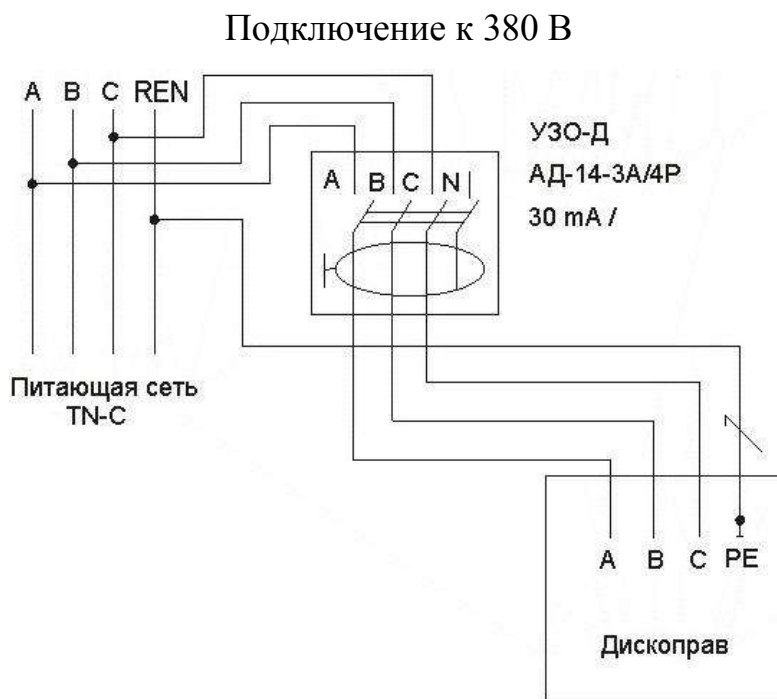 Подключение к 380 В
A B C REN
УЗО-Д
АД-14-3А/4Р
30 mA /
A B C N
Питающая сеть
TN-C
A B C PE
Дископрав